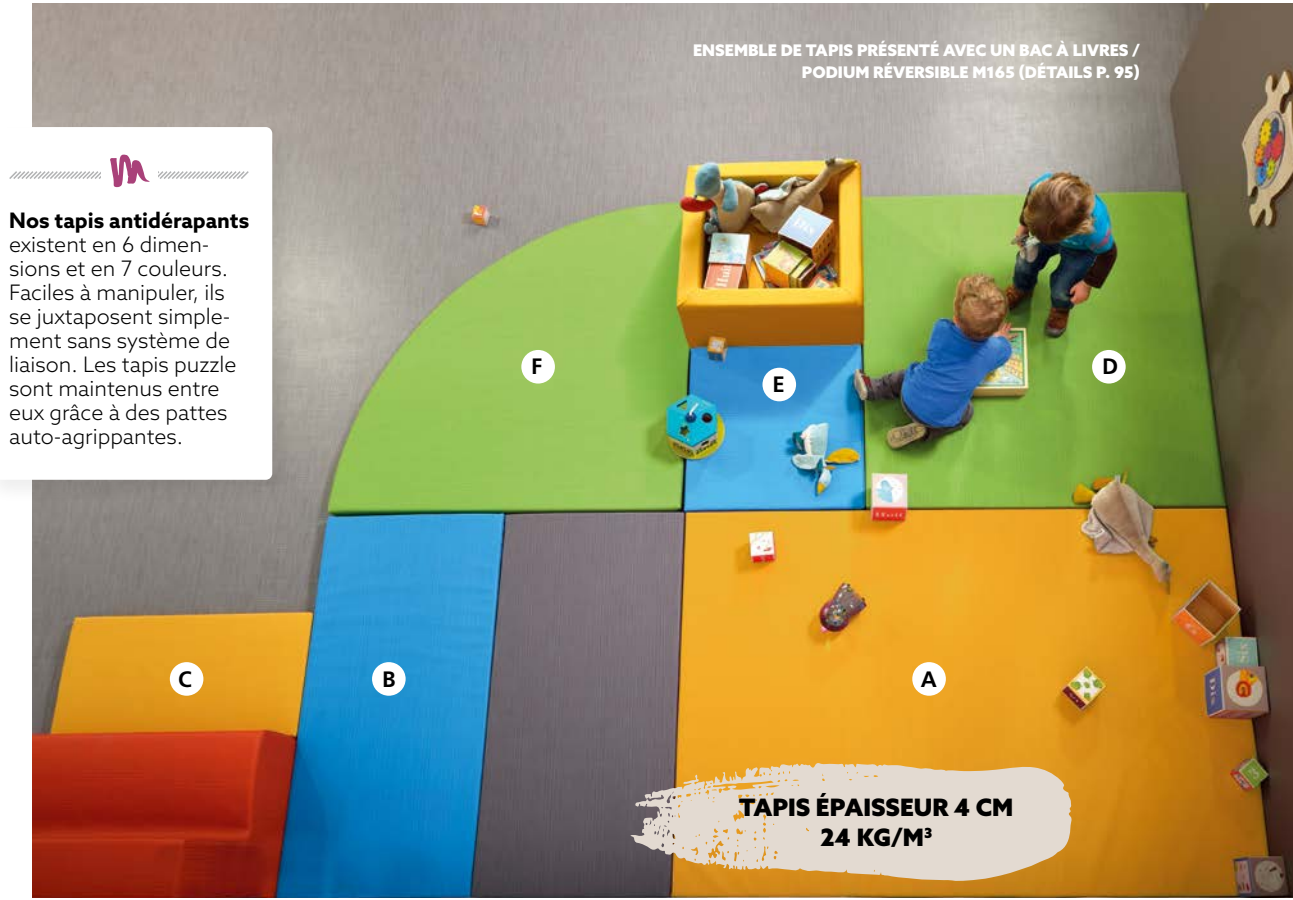 ENSEMBLE DE TAPIS PRÉSENTÉ AVEC UN BAC À LIVRES /
PODIUM RÉVERSIBLE M165 (DÉTAILS P. 95)
Nos tapis antidérapants
existent en 6 dimen-
sions et en 7 couleurs.
Faciles à manipuler, ils
se juxtaposent simple-
ment sans système de
liaison. Les tapis puzzle
sont maintenus entre
eux grâce à des pattes
auto-agrippantes.
F
E
D
C
B
A
TAPIS ÉPAISSEUR 4 CM
24 KG/M³